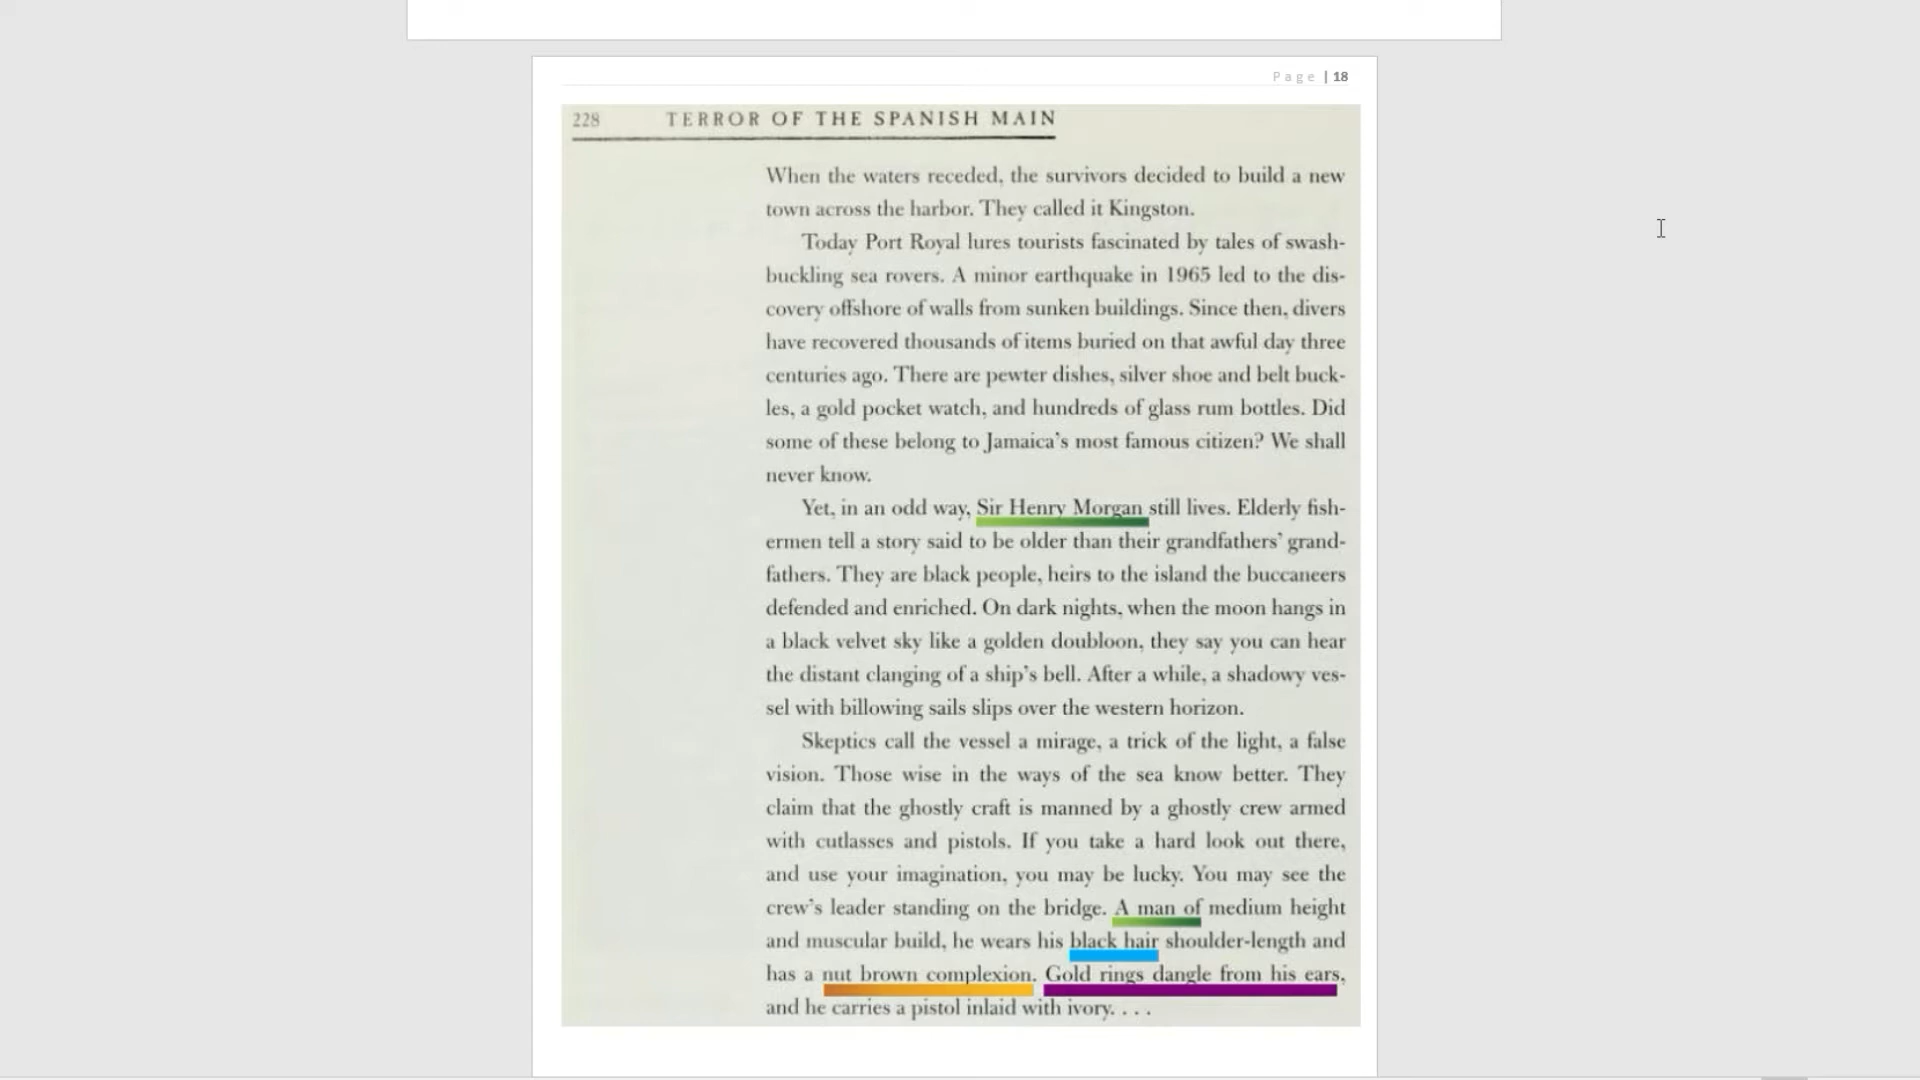 Page | 18
228 TERROR OF THE SPANISH MAIN
When the waters receded, the survivors decided to build a new
town across the harbor. They called it Kingston.
Today Port Royal lures tourists fascinated by tales of swash-
buckling sea rovers. A minor earthquake in 1965 led to the dis-
covery offshore of walls from sunken buildings. Since then, divers
have recovered thousands of items buried on that awful day three
centuries ago. There are pewter dishes, silver shoe and belt buck-
les, a gold pocket watch, and hundreds of glass rum bottles. Did
some of these belong to Jamaica's most famous citizen? We shall
never know.
Yet, in an odd way, Sir Henry Morgan still lives. Elderly fish-
ermen tell a story said to be older than their grandfathers' grand-
fathers. They are black people, heirs to the island the buccaneers
defended and enriched. On dark nights, when the moon hangs in
a black velvet sky like a golden doubloon, they say you can hear
the distant clanging of a ship's bell. After a while, a shadowy ves-
sel with billowing sails slips over the western horizon.
Skeptics call the vessel a mirage, a trick of the light, a false
vision. Those wise in the ways of the sea know better. They
claim that the ghostly craft is manned by a ghostly crew armed
with cutlasses and pistols. If you take a hard look out there,
and use your imagination, you may be lucky. You may see the
crew's leader standing on the bridge. A man of medium height
and muscular build, he wears his black hair shoulder-length and
has a nut brown complexion. Gold rings dangle from his ears,
and he carries a pistol inlaid with ivory. . . .